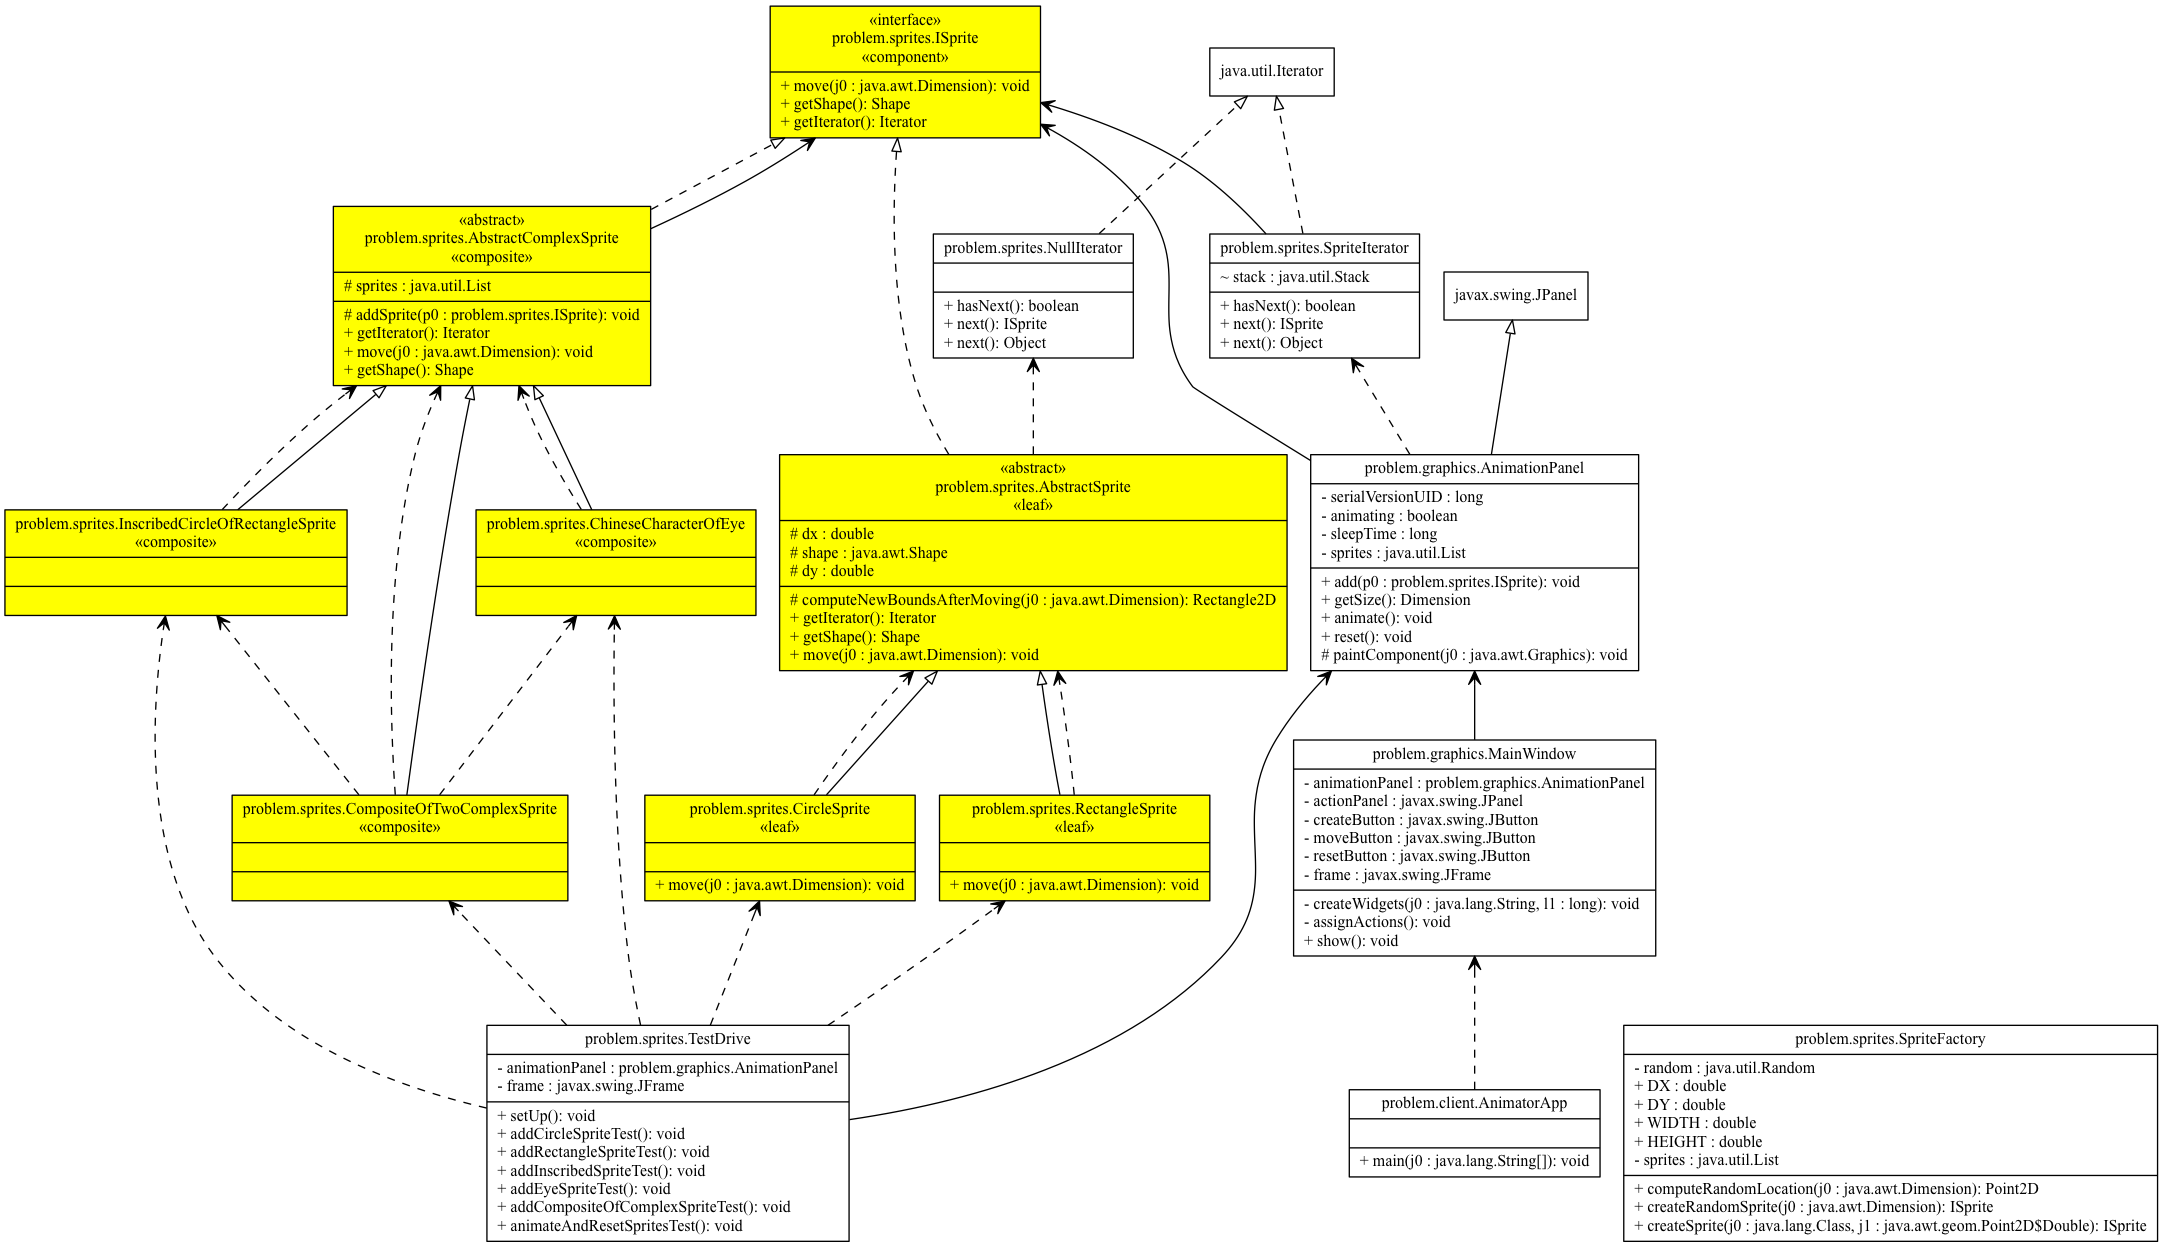 «interface»
problem.sprites.ISprite
«component»
+ move(j0 : java.awt.Dimension): void
+ getShape(): Shape
+ getIterator(): Iterator
java.util.Iterator
«abstract»
problem.sprites.AbstractComplexSprite
«composite»
# sprites : java.util.List
# addSprite(p0 : problem.sprites.ISprite): void
+ getIterator(): Iterator
+ move(j0 : java.awt.Dimension): void
+ getShape(): Shape
problem.sprites.NullIterator
+ hasNext(): boolean
+ next(): ISprite
+ next(): Object
problem.sprites.SpriteIterator
~ stack : java.util.Stack
+ hasNext(): boolean
+ next(): ISprite
+ next(): Object
javax.swing.JPanel
problem.sprites.InscribedCircleOfRectangleSprite
«composite»
problem.sprites.ChineseCharacterOfEye
«composite»
«abstract»
problem.sprites.AbstractSprite
«leaf»
# dx : double
# shape : java.awt.Shape
# dy : double
# computeNewBoundsAfterMoving(j0 : java.awt.Dimension): Rectangle2D
+ getIterator(): Iterator
+ getShape(): Shape
+ move(j0 : java.awt.Dimension): void
problem.graphics.AnimationPanel
- serialVersionUID : long
- animating : boolean
- sleepTime : long
- sprites : java.util.List
+ add(p0 : problem.sprites.ISprite): void
+ getSize(): Dimension
+ animate(): void
+ reset(): void
# paintComponent(j0 : java.awt.Graphics): void
problem.sprites.CompositeOfTwoComplexSprite
«composite»
problem.sprites.CircleSprite
«leaf»
+ move(j0 : java.awt.Dimension): void
problem.sprites.RectangleSprite
«leaf»
+ move(j0 : java.awt.Dimension): void
problem.graphics.MainWindow
- animationPanel : problem.graphics.AnimationPanel
- actionPanel : javax.swing.JPanel
- createButton : javax.swing.JButton
- moveButton : javax.swing.JButton
- resetButton : javax.swing.JButton
- frame : javax.swing.JFrame
- createWidgets(j0 : java.lang.String, l1 : long): void
- assignActions(): void
+ show(): void
problem.sprites.TestDrive
- animationPanel : problem.graphics.AnimationPanel
- frame : javax.swing.JFrame
+ setUp(): void
+ addCircleSpriteTest(): void
+ addRectangleSpriteTest(): void
+ addInscribedSpriteTest(): void
+ addEyeSpriteTest(): void
+ addCompositeOfComplexSpriteTest(): void
+ animateAndResetSpritesTest(): void
problem.client.AnimatorApp
+ main(j0 : java.lang.String[]): void
problem.sprites.SpriteFactory
- random : java.util.Random
+ DX : double
+ DY : double
+ WIDTH : double
+ HEIGHT : double
- sprites : java.util.List
+ computeRandomLocation(j0 : java.awt.Dimension): Point2D
+ createRandomSprite(j0 : java.awt.Dimension): ISprite
+ createSprite(j0 : java.lang.Class, j1 : java.awt.geom.Point2D$Double): ISprite